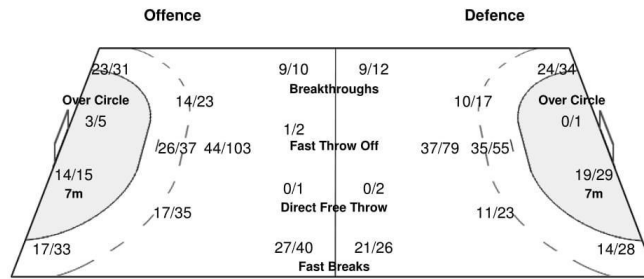 Offence Defence
23/31 9/10 9/12 24/34
Breakthroughs
Over Circle 14/23 10/17 Over Circle
3/5 0/1
1/2
26/37 44/103 Fast Throw Off 37/79 35/55
14/15 19/29
7m 0/1 0/2 7m
Direct Free Throw
17/35 11/23
17/33 27/40 21/26 14/28
Fast Breaks